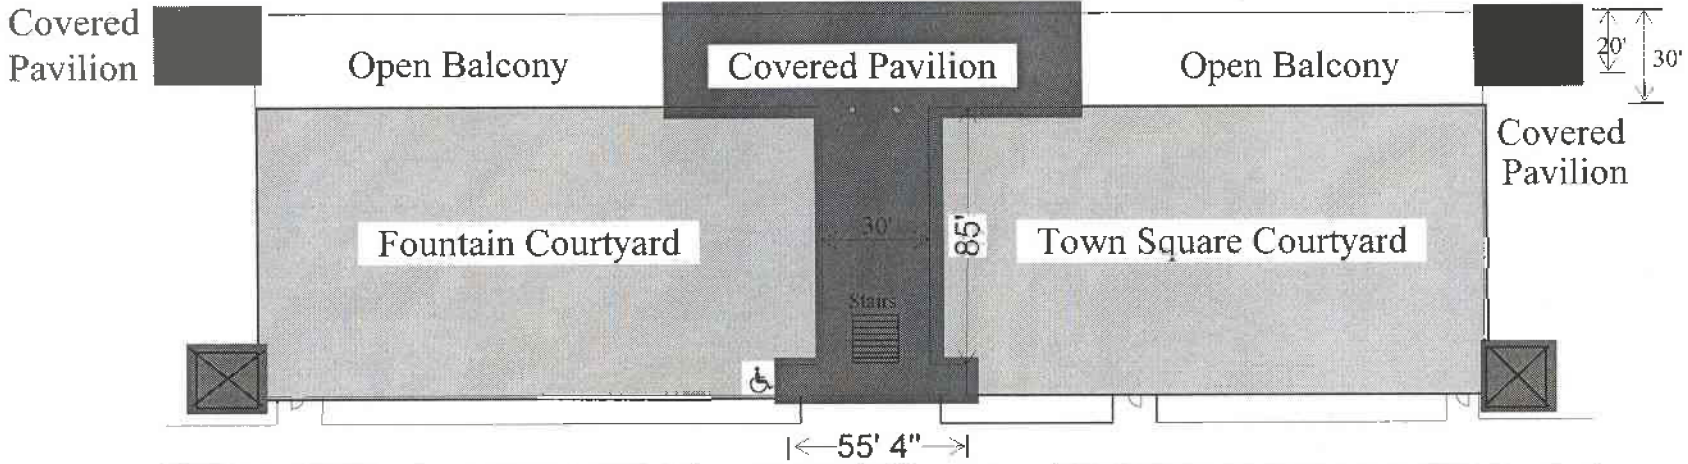 Covered
Pavilion
Open Balcony
Covered Pavilion
Open Balcony
20'
30'
Covered
Pavilion
Fountain Courtyard
30'
85'
Town Square Courtyard
Stairs
55' 4"